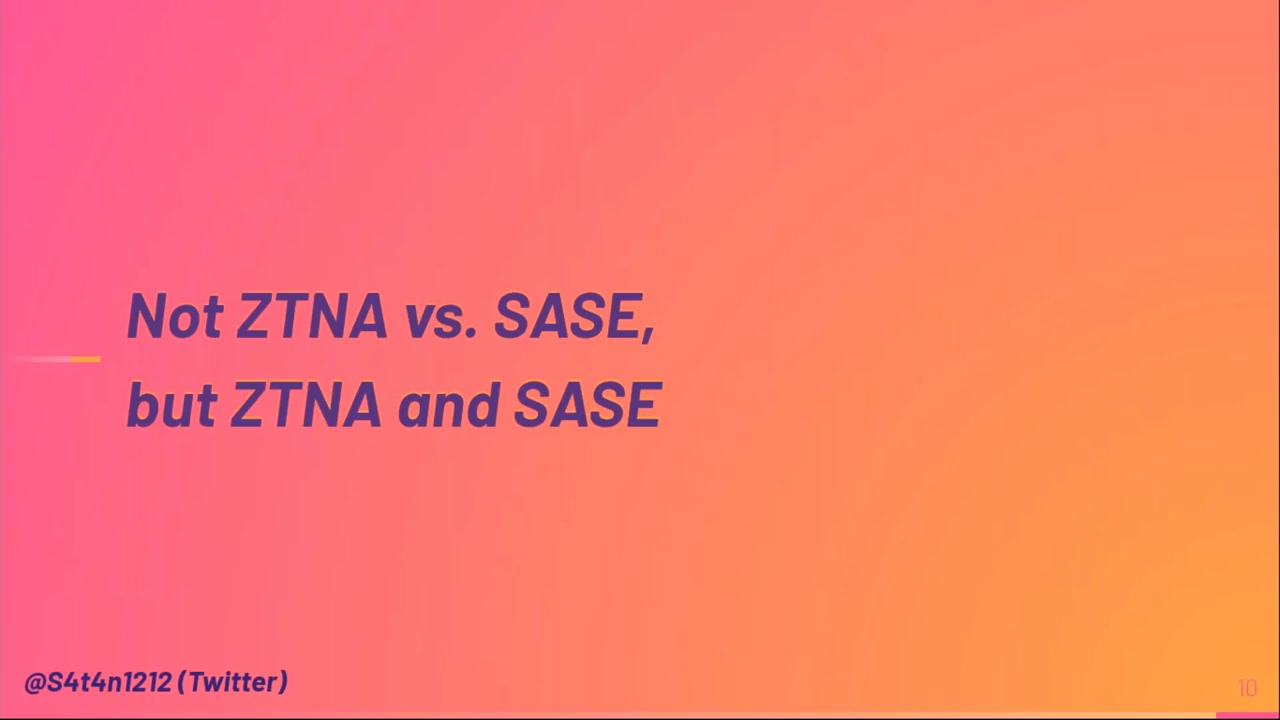 Not ZTNA vs. SASE,
but ZTNA and SASE
@S4t4n1212 (Twitter)
10